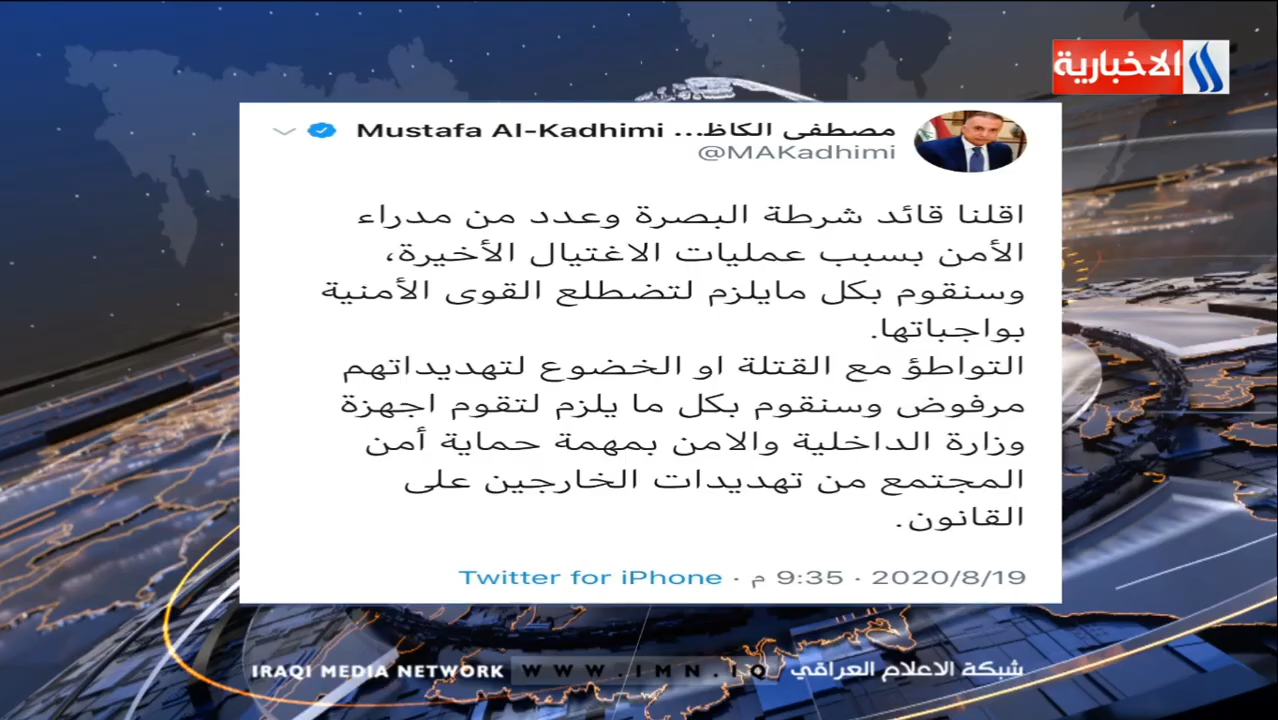 الاخبارية
مصطفى الكاظ... Mustafa Al-Kadhimi
@MAKadhimi
اقلنا قائد شرطة البصرة وعدد من مدراء
الأمن بسبب عمليات الاغتيال الأخيرة،
وسنقوم بكل مايلزم لتضطلع القوى الأمنية
بواجباتها.
التواطؤ مع القتلة او الخضوع لتهديداتهم
مرفوض وسنقوم بكل ما يلزم لتقوم اجهزة
وزارة الداخلية والامن بمهمة حماية أمن
المجتمع من تهديدات الخارجين على
القانون.
2020/8/19 · 9:35 م · Twitter for iPhone
IRAQI MEDIA NETWORK WWW.IMN.IQ شبكة الاعلام العراقي